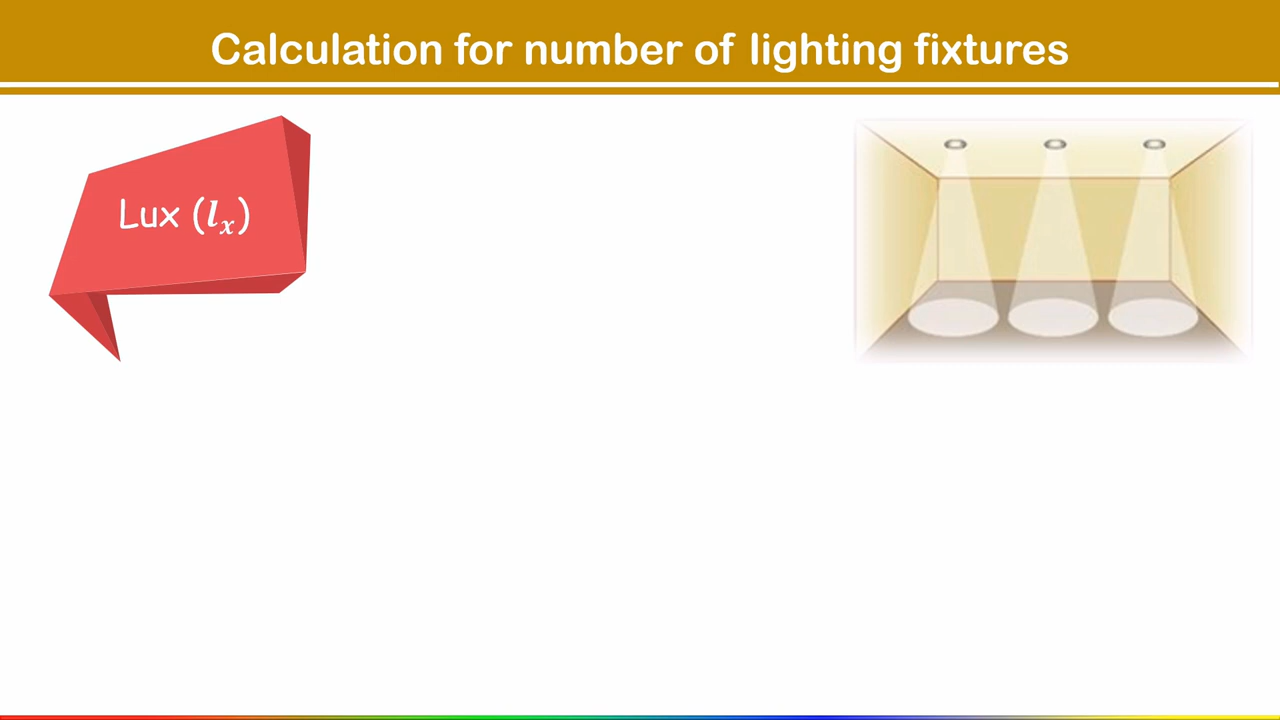 Calculation for number of lighting fixtures
Lux (lₓ)